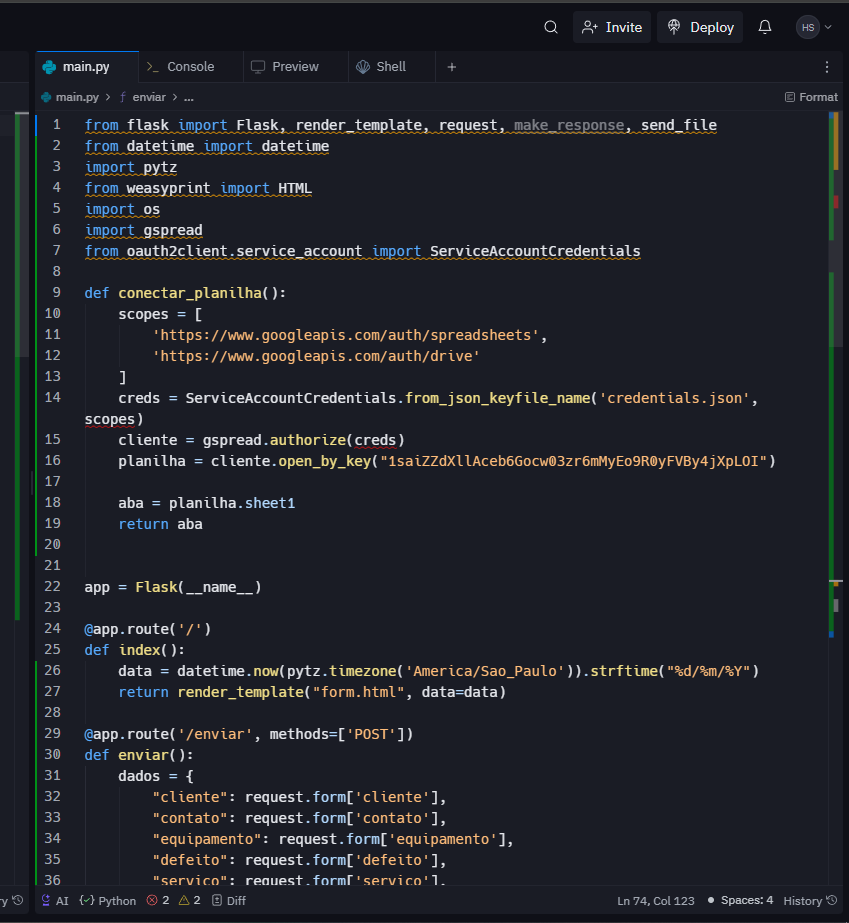 Invite
Deploy
HS
main.py
Console
Preview
Shell
+
main.py > f enviar > ...
Format
1 from flask import Flask, render_template, request, make_response, send_file
2 from datetime import datetime
3 import pytz
4 from weasyprint import HTML
5 import os
6 import gspread
7 from oauth2client.service_account import ServiceAccountCredentials
8
9 def conectar_planilha():
10     scopes = [
11         'https://www.googleapis.com/auth/spreadsheets',
12         'https://www.googleapis.com/auth/drive'
13     ]
14     creds = ServiceAccountCredentials.from_json_keyfile_name('credentials.json',
scopes)
15     cliente = gspread.authorize(creds)
16     planilha = cliente.open_by_key("1saiZZdXllAceb6Gocw03zr6mMyEo9R0yFVBy4jXpLOI")
17
18     aba = planilha.sheet1
19     return aba
20
21
22 app = Flask(__name__)
23
24 @app.route('/')
25 def index():
26     data = datetime.now(pytz.timezone('America/Sao_Paulo')).strftime("%d/%m/%Y")
27     return render_template("form.html", data=data)
28
29 @app.route('/enviar', methods=['POST'])
30 def enviar():
31     dados = {
32         "cliente": request.form['cliente'],
33         "contato": request.form['contato'],
34         "equipamento": request.form['equipamento'],
35         "defeito": request.form['defeito'],
36         "servico": request.form['servico'],
ry
AI
Python
2
2
Diff
Ln 74, Col 123
Spaces: 4
History